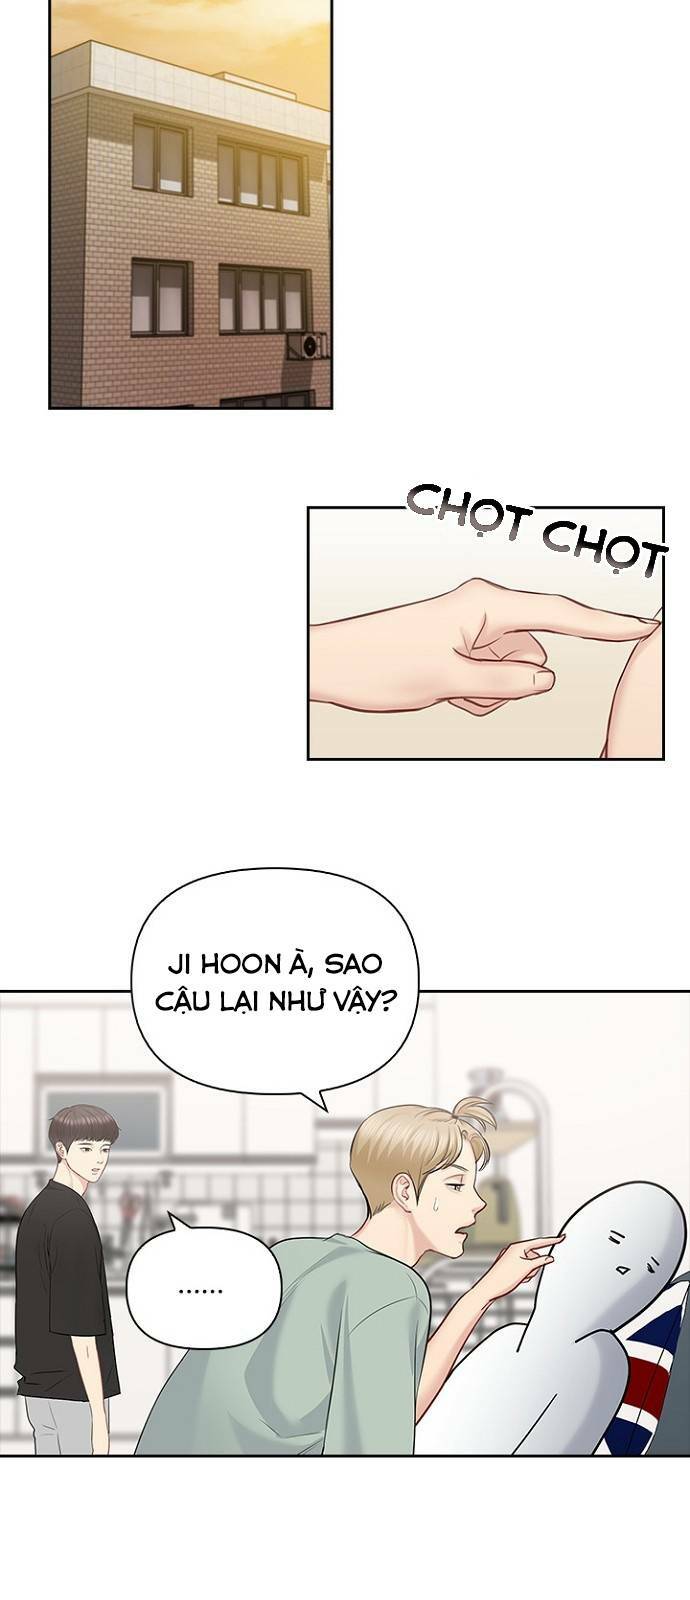 CHỌT CHỌT
JI HOON À, SAO
CẬU LẠI NHƯ VẬY?
......